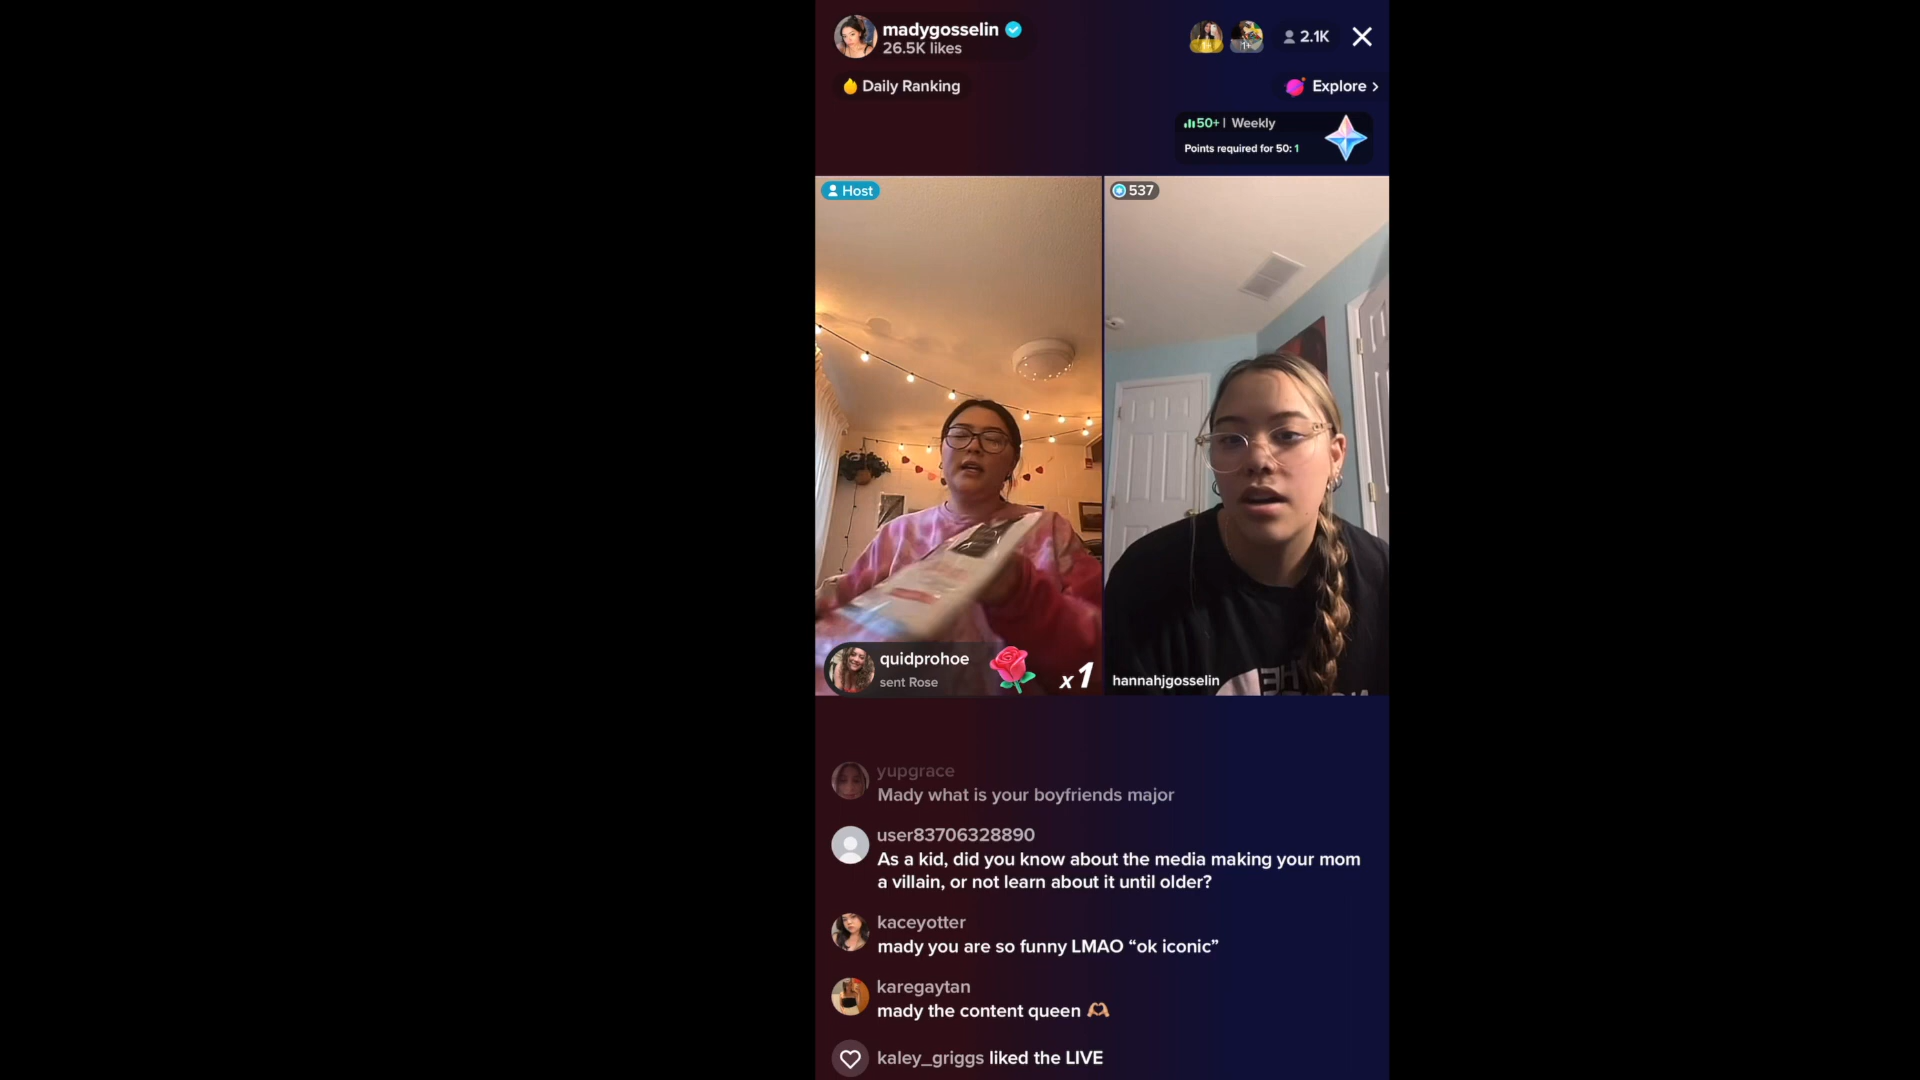 madygosselin
26.5K likes
2.1K
Daily Ranking
Explore >
50+ | Weekly
Points required for 50: 1
Host
537
quidprohoe
sent Rose
x1
hannahjgosselin
yupgrace
Mady what is your boyfriends major
user83706328890
As a kid, did you know about the media making your mom
a villain, or not learn about it until older?
kaceyotter
mady you are so funny LMAO “ok iconic”
karegaytan
mady the content queen 🫶🏽
kaley_griggs liked the LIVE